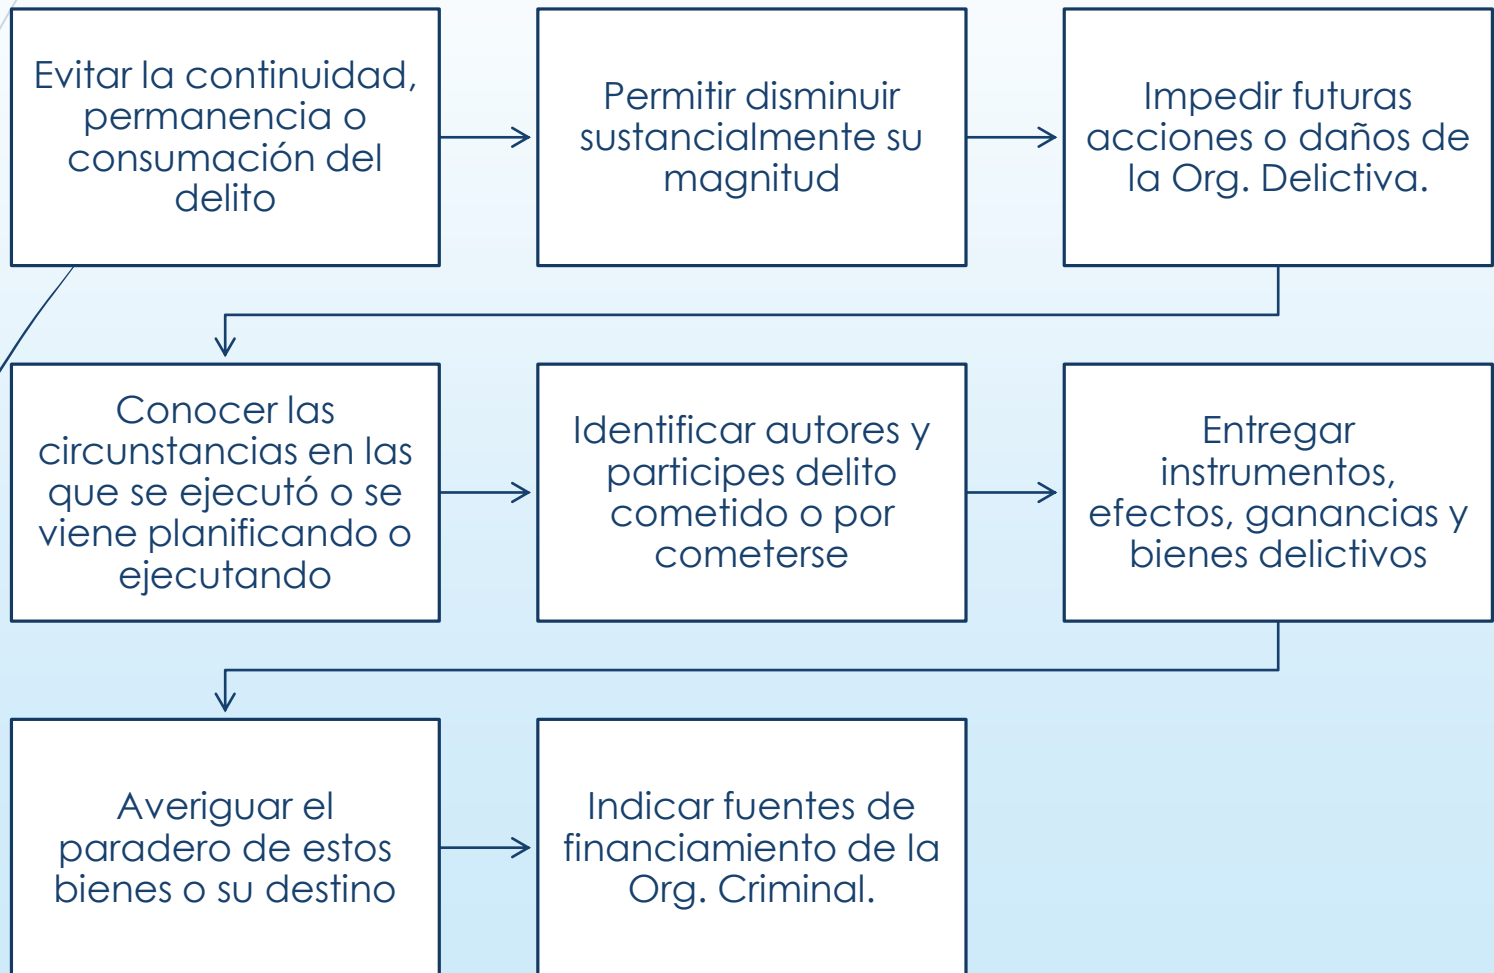 Evitar la continuidad,
permanencia o
consumación del
delito
Permitir disminuir
sustancialmente su
magnitud
Impedir futuras
acciones o daños de
la Org. Delictiva.
Conocer las
circunstancias en las
que se ejecutó o se
viene planificando o
ejecutando
Identificar autores y
participes delito
cometido o por
cometerse
Entregar
instrumentos,
efectos, ganancias y
bienes delictivos
Averiguar el
paradero de estos
bienes o su destino
Indicar fuentes de
financiamiento de la
Org. Criminal.